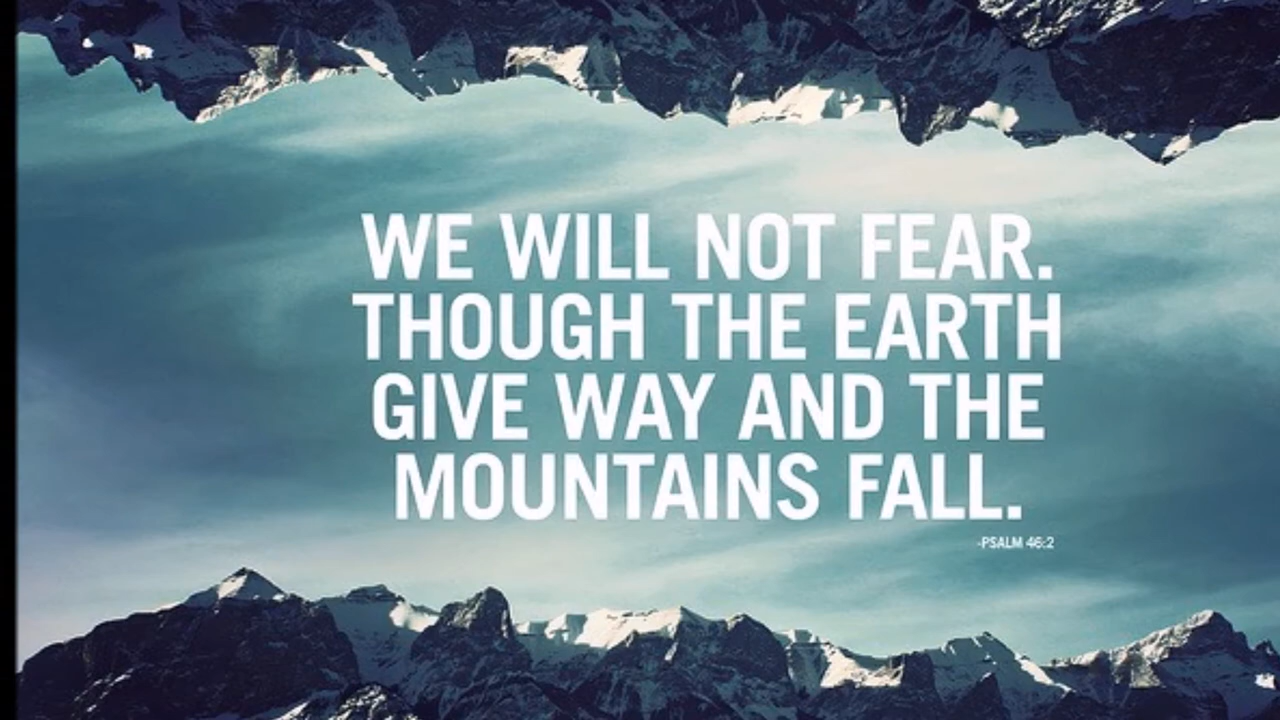 WE WILL NOT FEAR.
THOUGH THE EARTH
GIVE WAY AND THE
MOUNTAINS FALL.
-PSALM 46:2